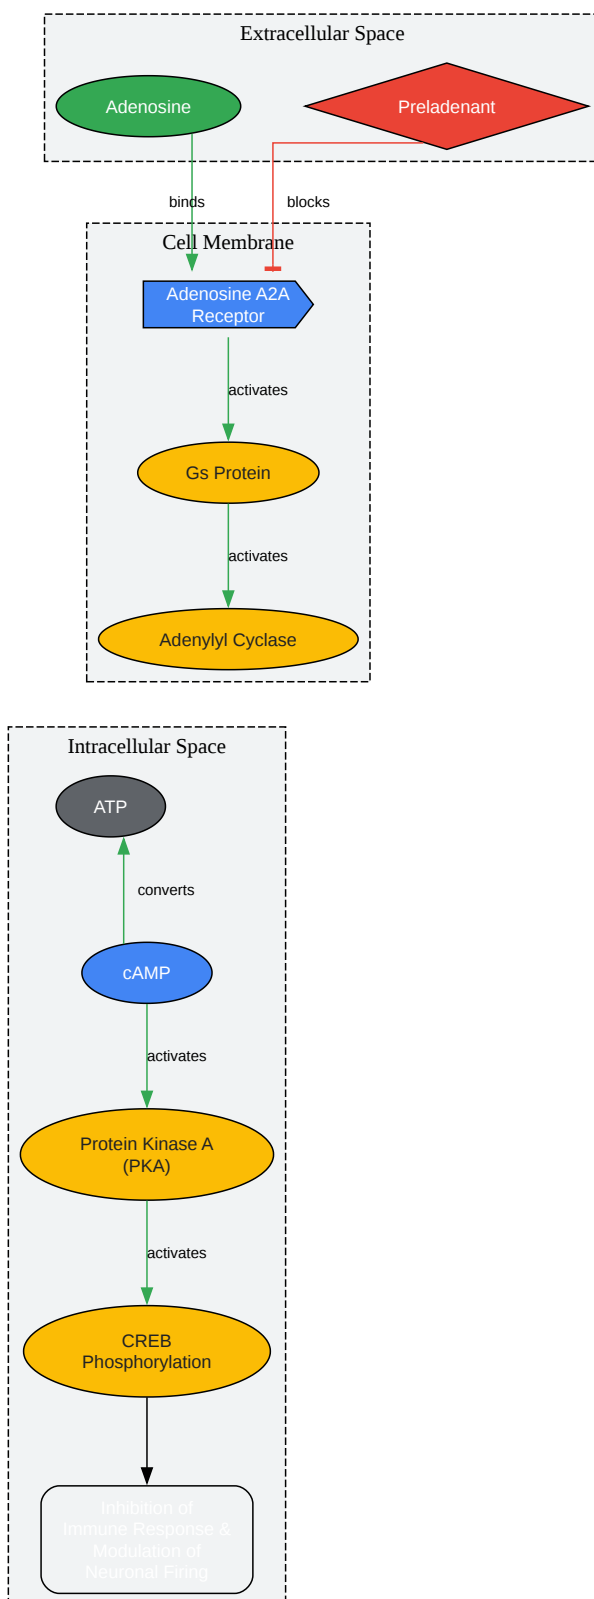 Extracellular Space
Adenosine
Preladenant
binds
blocks
Cell Membrane
Adenosine A2A
Receptor
activates
Gs Protein
activates
Adenylyl Cyclase
Intracellular Space
ATP
converts
cAMP
activates
Protein Kinase A
(PKA)
activates
CREB
Phosphorylation
Inhibition of
Immune Response &
Modulation of
Neuronal Firing